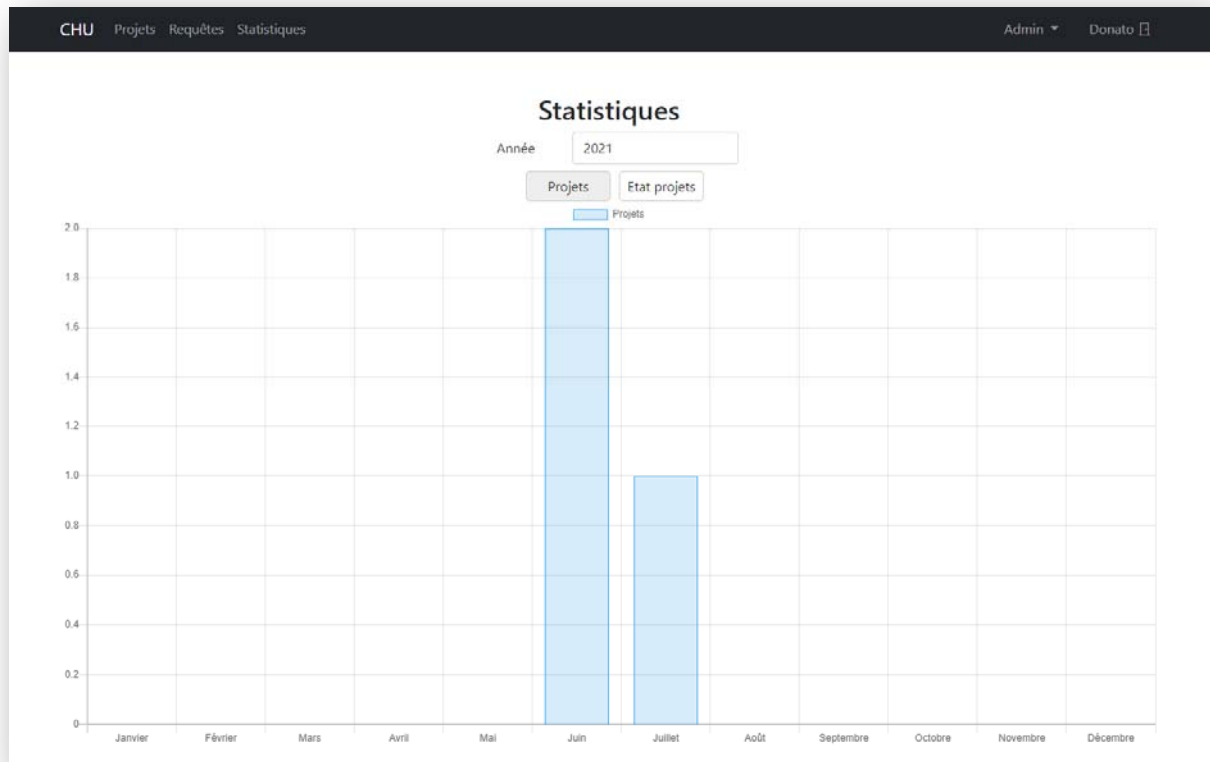 CHU Projets Requêtes Statistiques Admin Donato
Statistiques
Année 2021
Projets Etat projets
Projets
2.0
1.8
1.6
1.4
1.2
1.0
0.8
0.6
0.4
0.2
0
Janvier Février Mars Avril Mai Juin Juillet Août Septembre Octobre Novembre Décembre